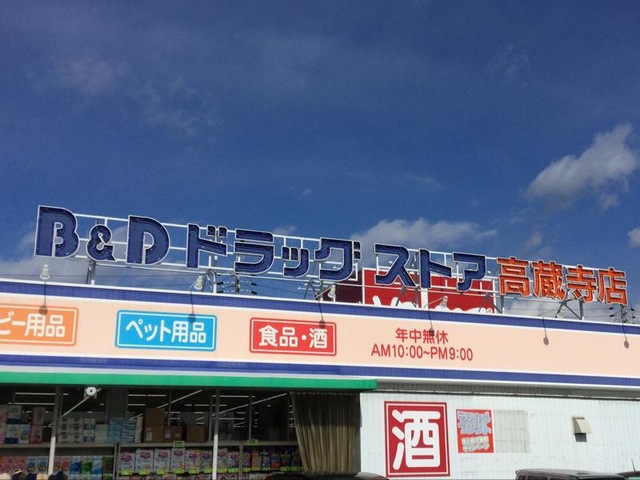 B&D ドラッグ ストア 高蔵寺店
ビー用品
ペット用品
食品・酒
年中無休
AM10:00~PM9:00
酒